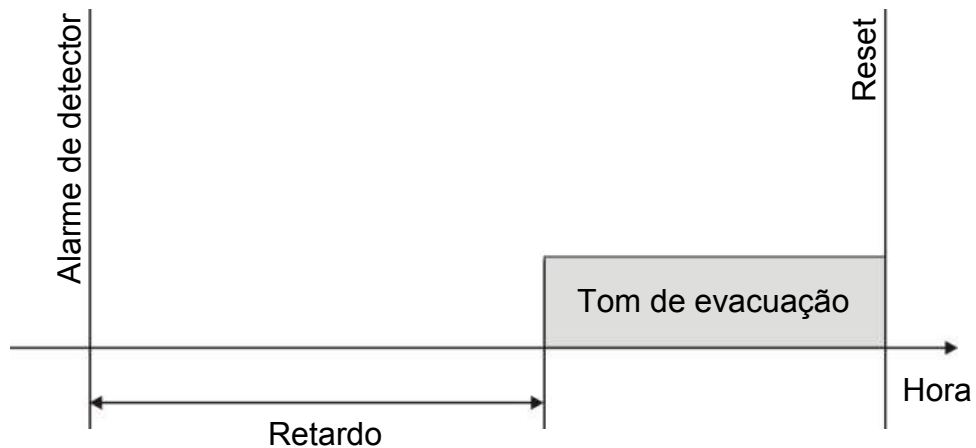 Alarme de detector
Reset
Tom de evacuação
Hora
Retardo